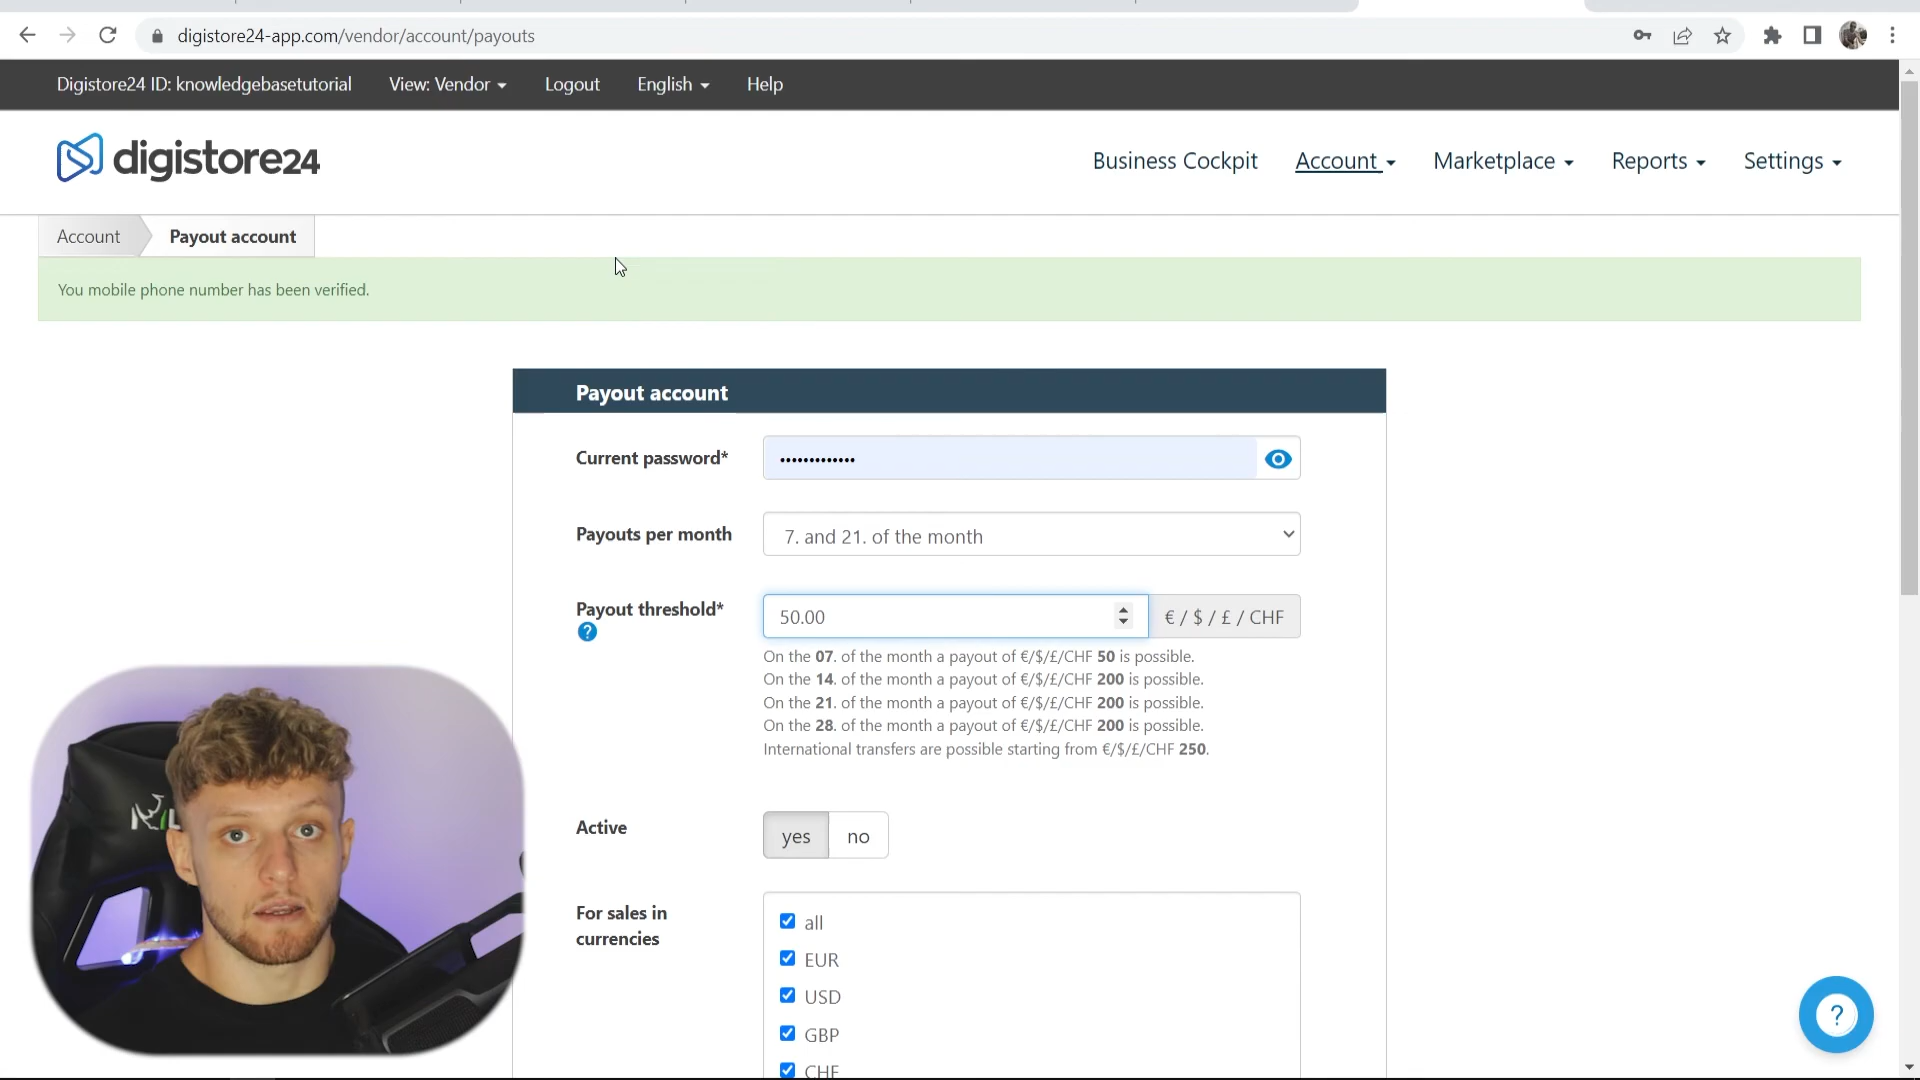 digistore24-app.com/vendor/account/payouts
Digistore24 ID: knowledgebasetutorial View: Vendor Logout English Help
digistore24 Business Cockpit Account Marketplace Reports Settings
Account Payout account
You mobile phone number has been verified.
Payout account
Current password* •••••••••••••
Payouts per month 7. and 21. of the month
Payout threshold* 50.00 € / $ / £ / CHF
?
On the 07. of the month a payout of €/$/£/CHF 50 is possible.
On the 14. of the month a payout of €/$/£/CHF 200 is possible.
On the 21. of the month a payout of €/$/£/CHF 200 is possible.
On the 28. of the month a payout of €/$/£/CHF 200 is possible.
International transfers are possible starting from €/$/£/CHF 250.
Active yes no
For sales in
currencies
all
EUR
USD
GBP
CHF
?